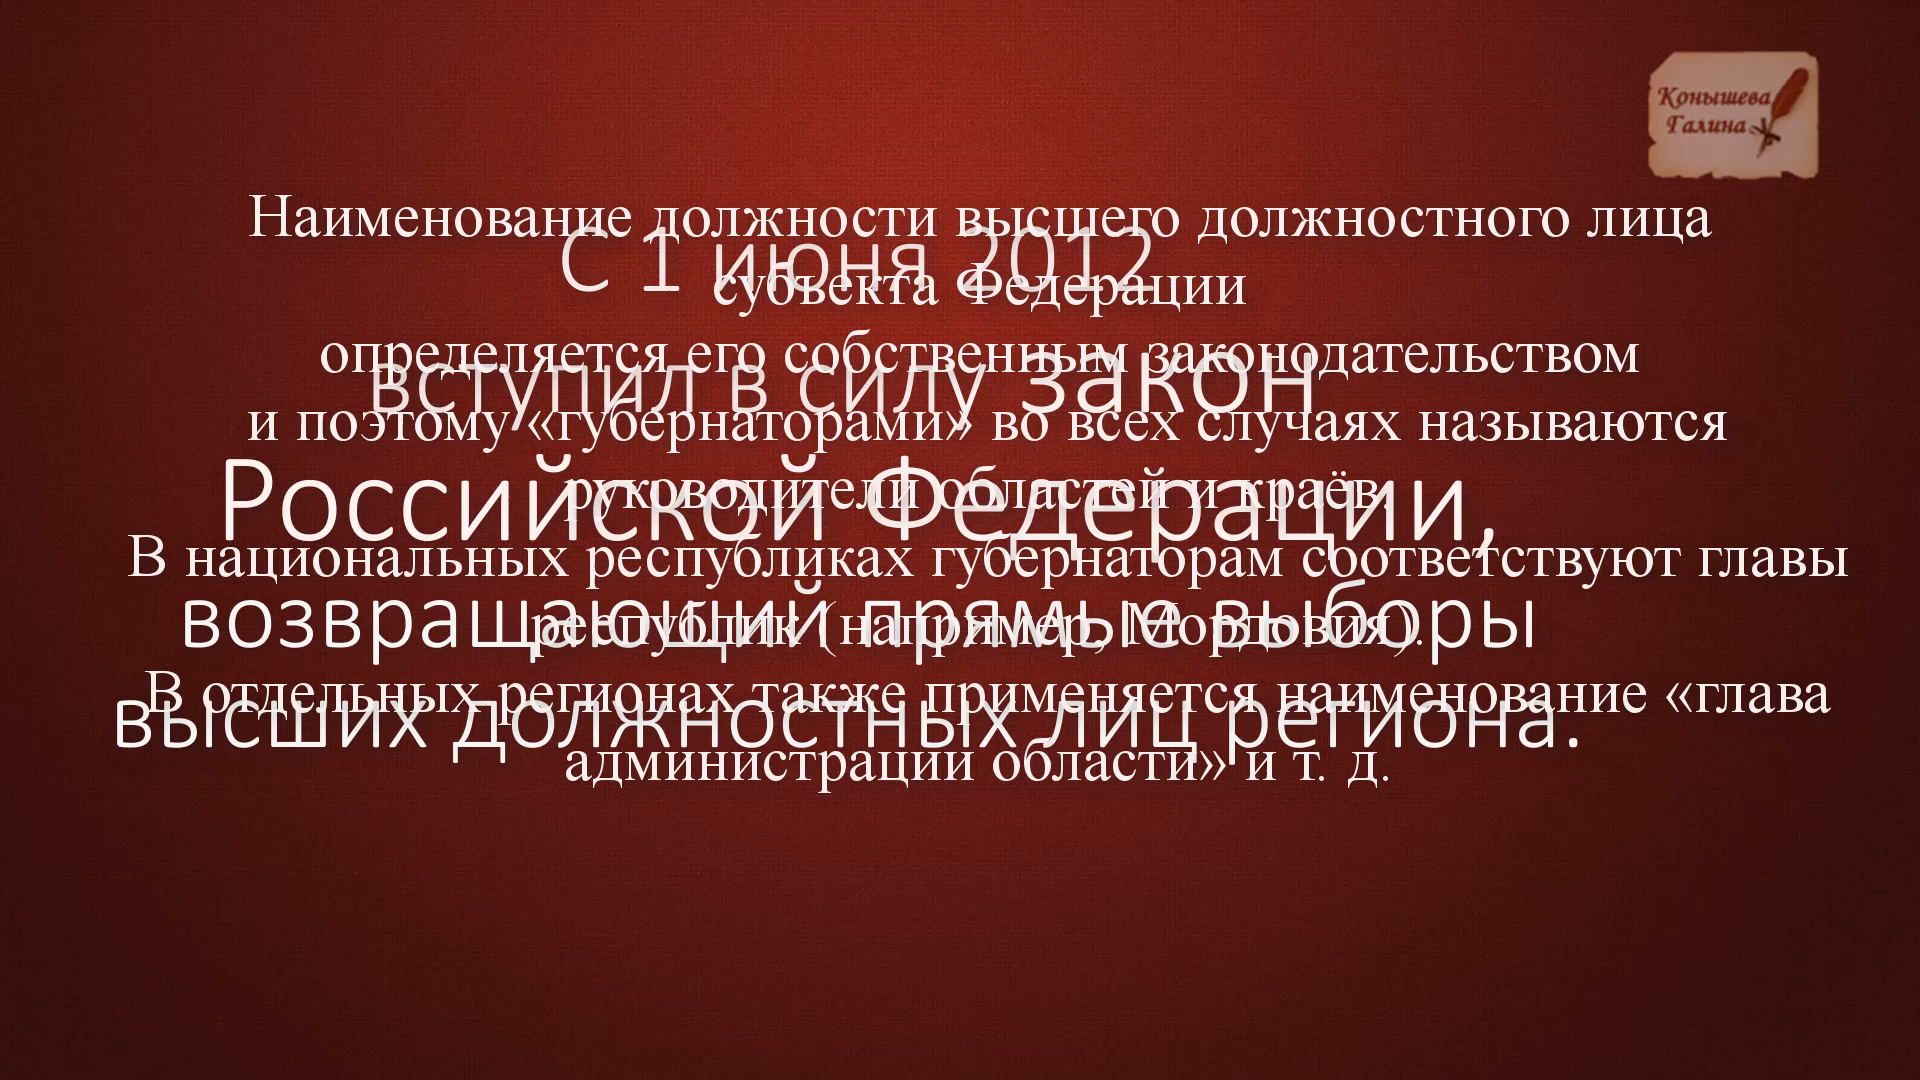 Конышева
Галина
Наименование должности высшего должностного лица
субъекта Федерации
определяется его собственным законодательством
и поэтому «губернаторами» во всех случаях называются
руководители областей и краёв.
В национальных республиках губернаторам соответствуют главы
республик (например, Мордовия).
В отдельных регионах также применяется наименование «глава
администрации области» и т. д.
С 1 июня 2012
вступил в силу закон
Российской Федерации,
возвращающий прямые выборы
высших должностных лиц региона.